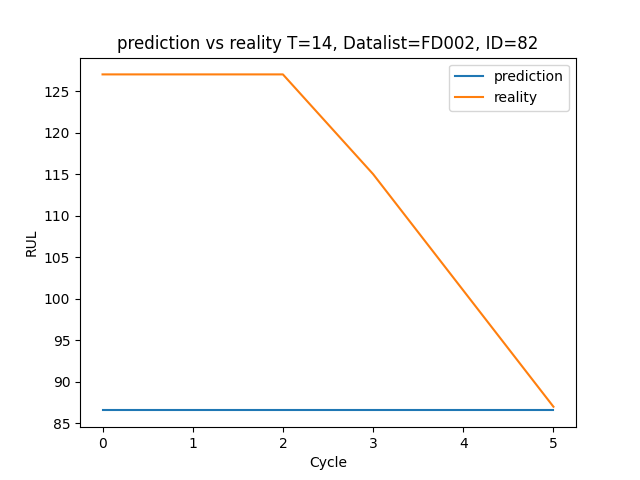 prediction vs reality T=14, Datalist=FD002, ID=82
prediction
reality
125
120
115
110
105
100
95
90
85
RUL
0 1 2 3 4 5
Cycle